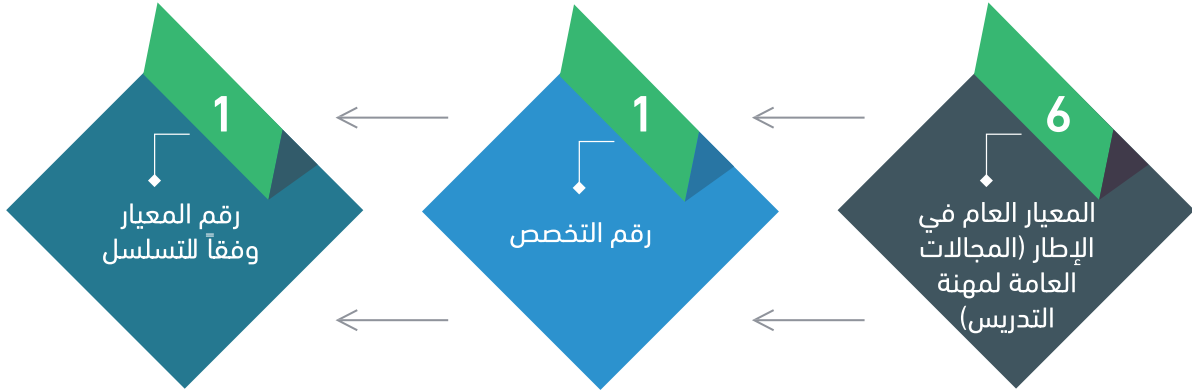 6
المعيار العام في
الإطار (المجالات
العامة لمهنة
التدريس)
1
رقم التخصص
1
رقم المعيار
وفقاً للتسلسل